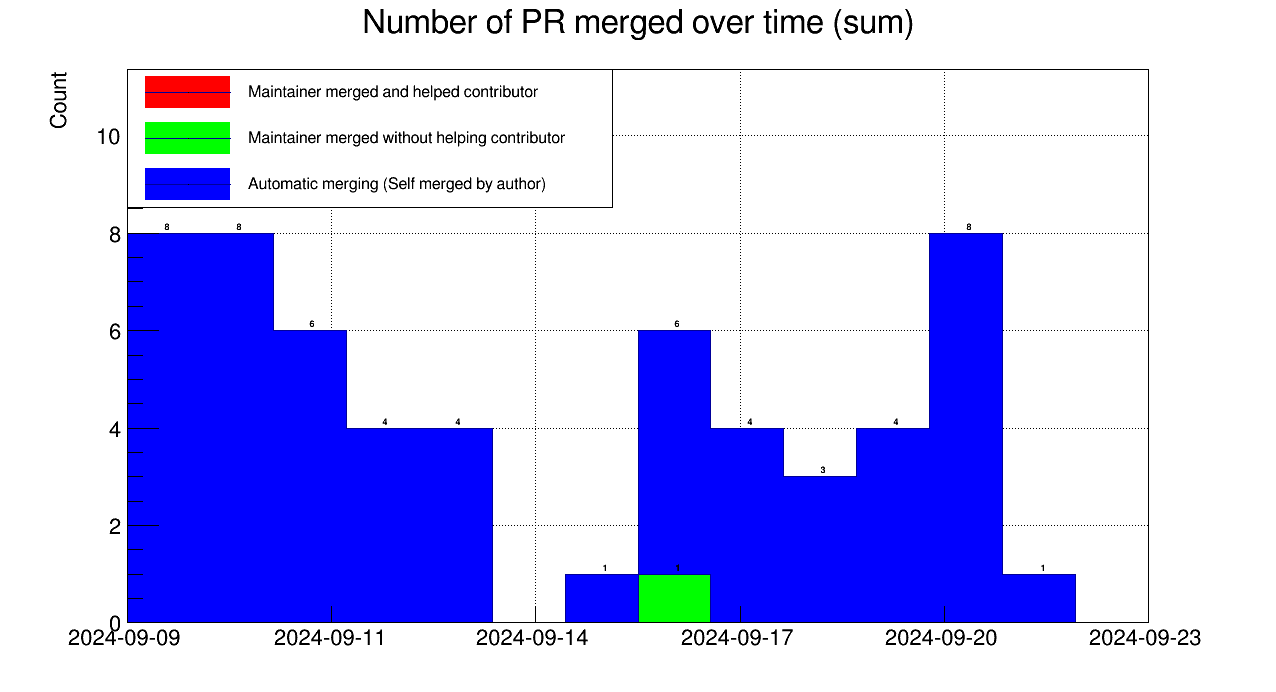 Number of PR merged over time (sum)
Count
Maintainer merged and helped contributor
Maintainer merged without helping contributor
Automatic merging (Self merged by author)
10
8
6
4
2
0
8 8 6 4 4 1 6 1 4 3 4 8 1
2024-09-09 2024-09-11 2024-09-14 2024-09-17 2024-09-20 2024-09-23